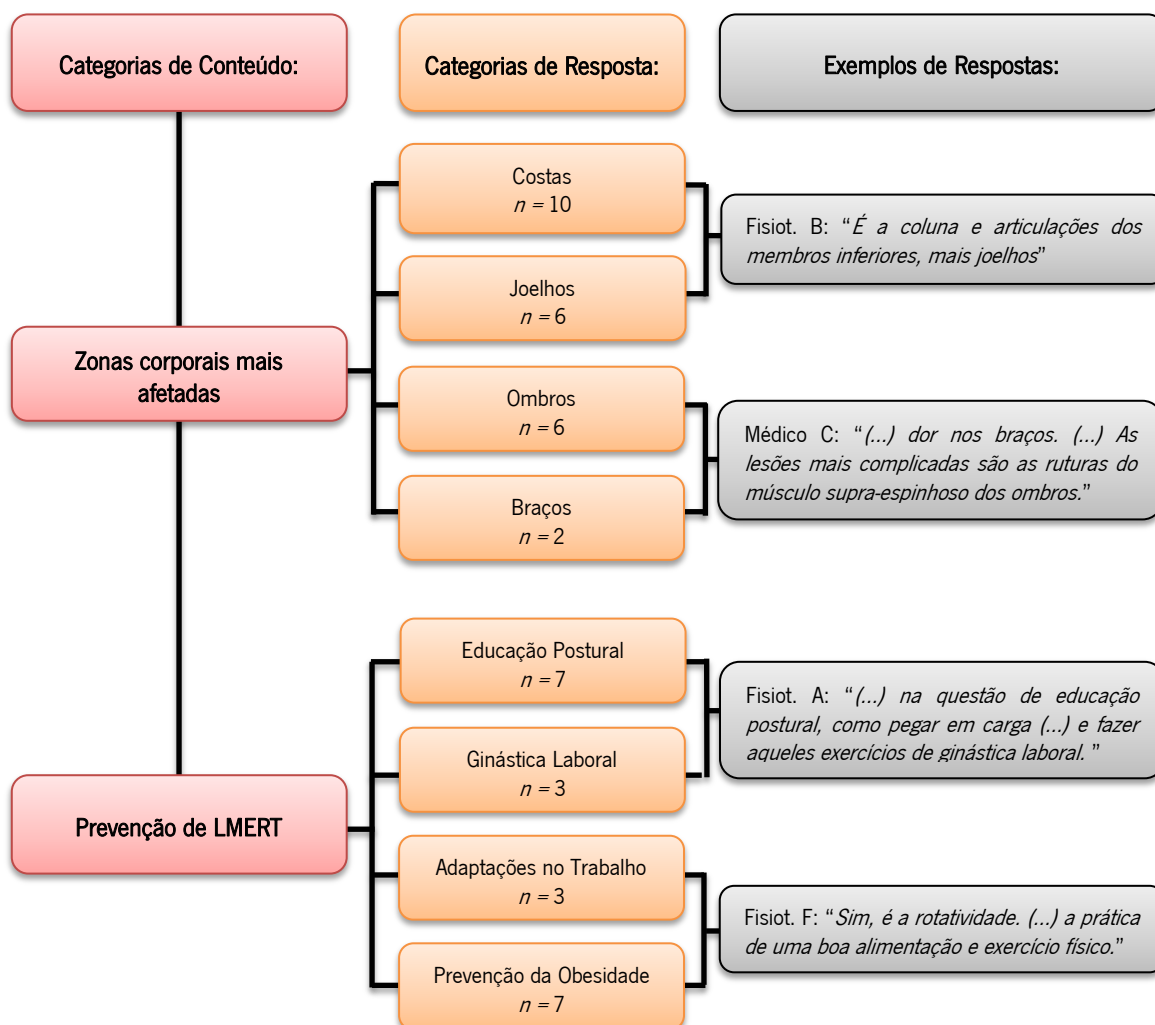 Categorias de Conteúdo:
Categorias de Resposta:
Exemplos de Respostas:
Zonas corporais mais
afetadas
Costas
n = 10
Joelhos
n = 6
Fisiot. B: “É a coluna e articulações dos
membros inferiores, mais joelhos”
Ombros
n = 6
Braços
n = 2
Médico C: “(...) dor nos braços. (...) As
lesões mais complicadas são as ruturas do
músculo supra-espinhoso dos ombros.”
Prevenção de LMERT
Educação Postural
n = 7
Ginástica Laboral
n = 3
Fisiot. A: “(...) na questão de educação
postural, como pegar em carga (...) e fazer
aqueles exercícios de ginástica laboral. ”
Adaptações no Trabalho
n = 3
Prevenção da Obesidade
n = 7
Fisiot. F: “Sim, é a rotatividade. (...) a prática
de uma boa alimentação e exercício físico.”